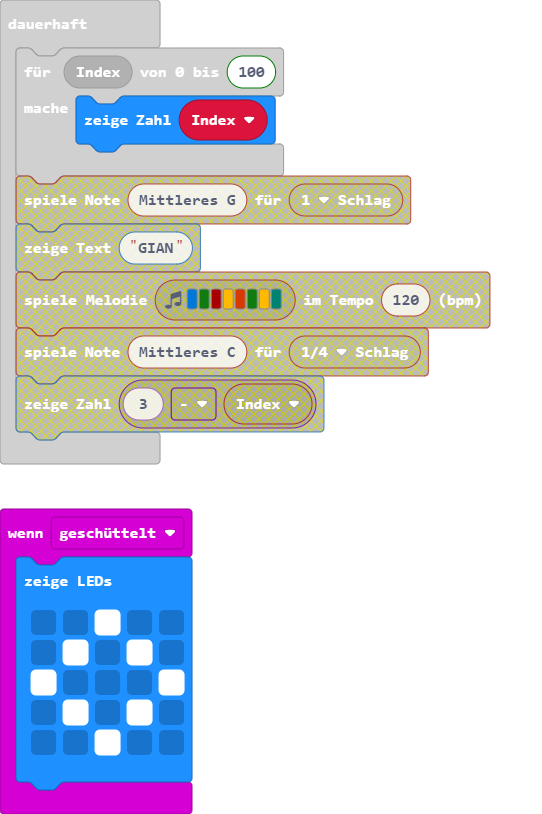 dauerhaft
für Index von 0 bis 100
mache zeige Zahl Index
spiele Note Mittleres G für 1 Schlag
zeige Text "GIAN"
spiele Melodie im Tempo 120 (bpm)
spiele Note Mittleres C für 1/4 Schlag
zeige Zahl 3 - Index
wenn geschüttelt
zeige LEDs